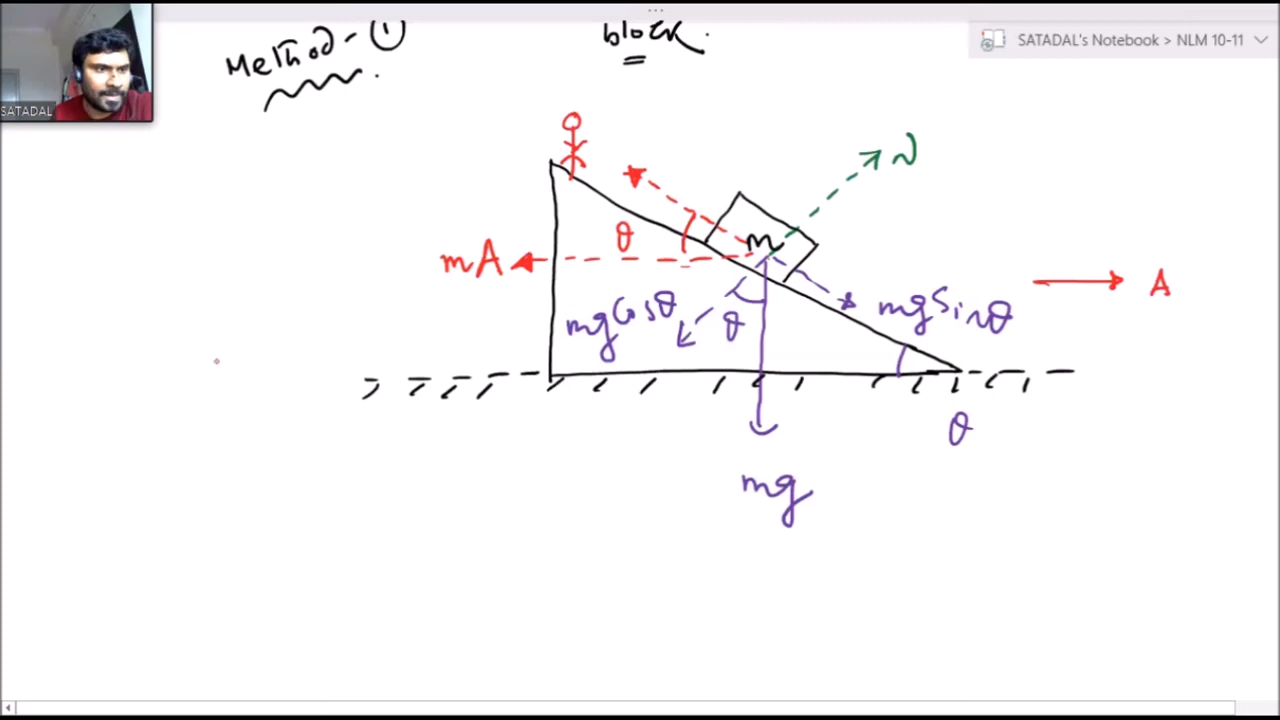 SATADAL's Notebook > NLM 10-11
SATADAL
Method - 1
block.
N
m
θ
mA
A
mg Cosθ
θ
mg Sinθ
θ
mg